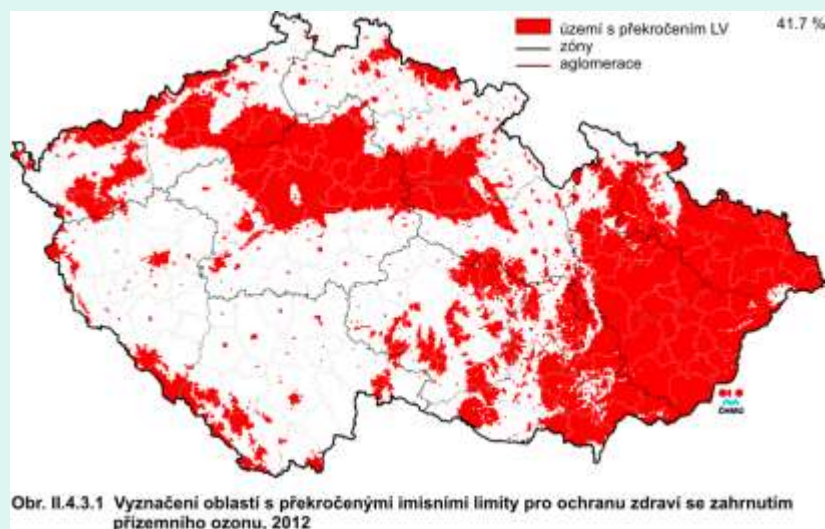 území s překročením LV 41.7 %
zóny
aglomerace
ČHMÚ
Obr. II.4.3.1 Vyznačení oblastí s překročenými imisními limity pro ochranu zdraví se zahrnutím
přízemního ozonu, 2012